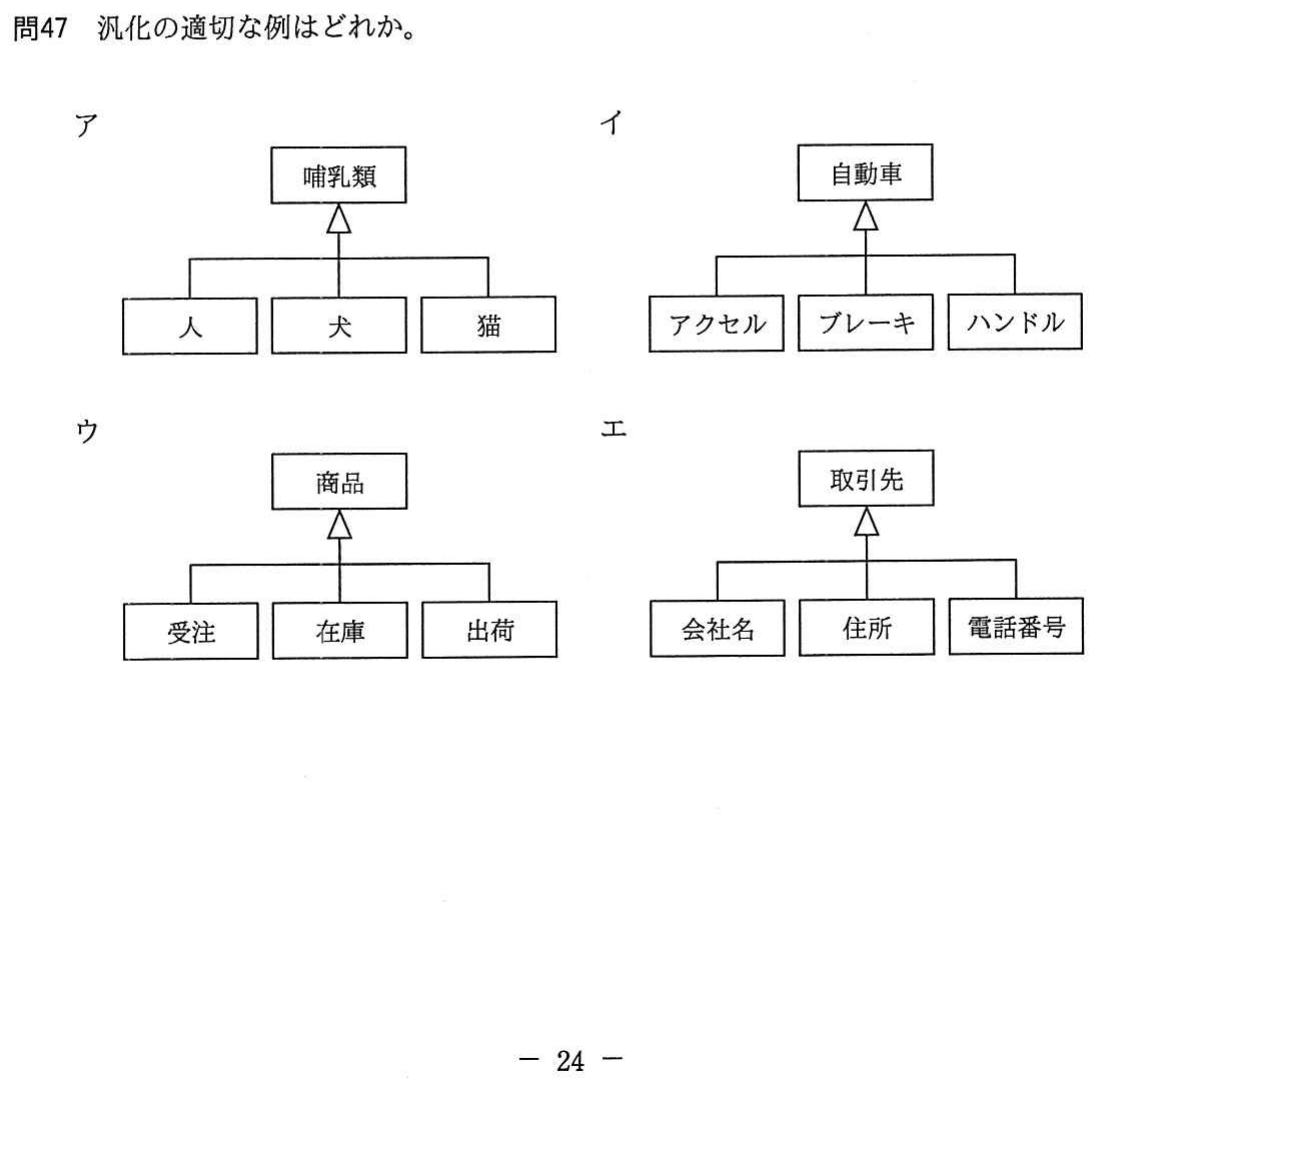 問47 汎化の適切な例はどれか。
ア
哺乳類
人 犬 猫
イ
自動車
アクセル ブレーキ ハンドル
ウ
商品
受注 在庫 出荷
エ
取引先
会社名 住所 電話番号
－ 24 －